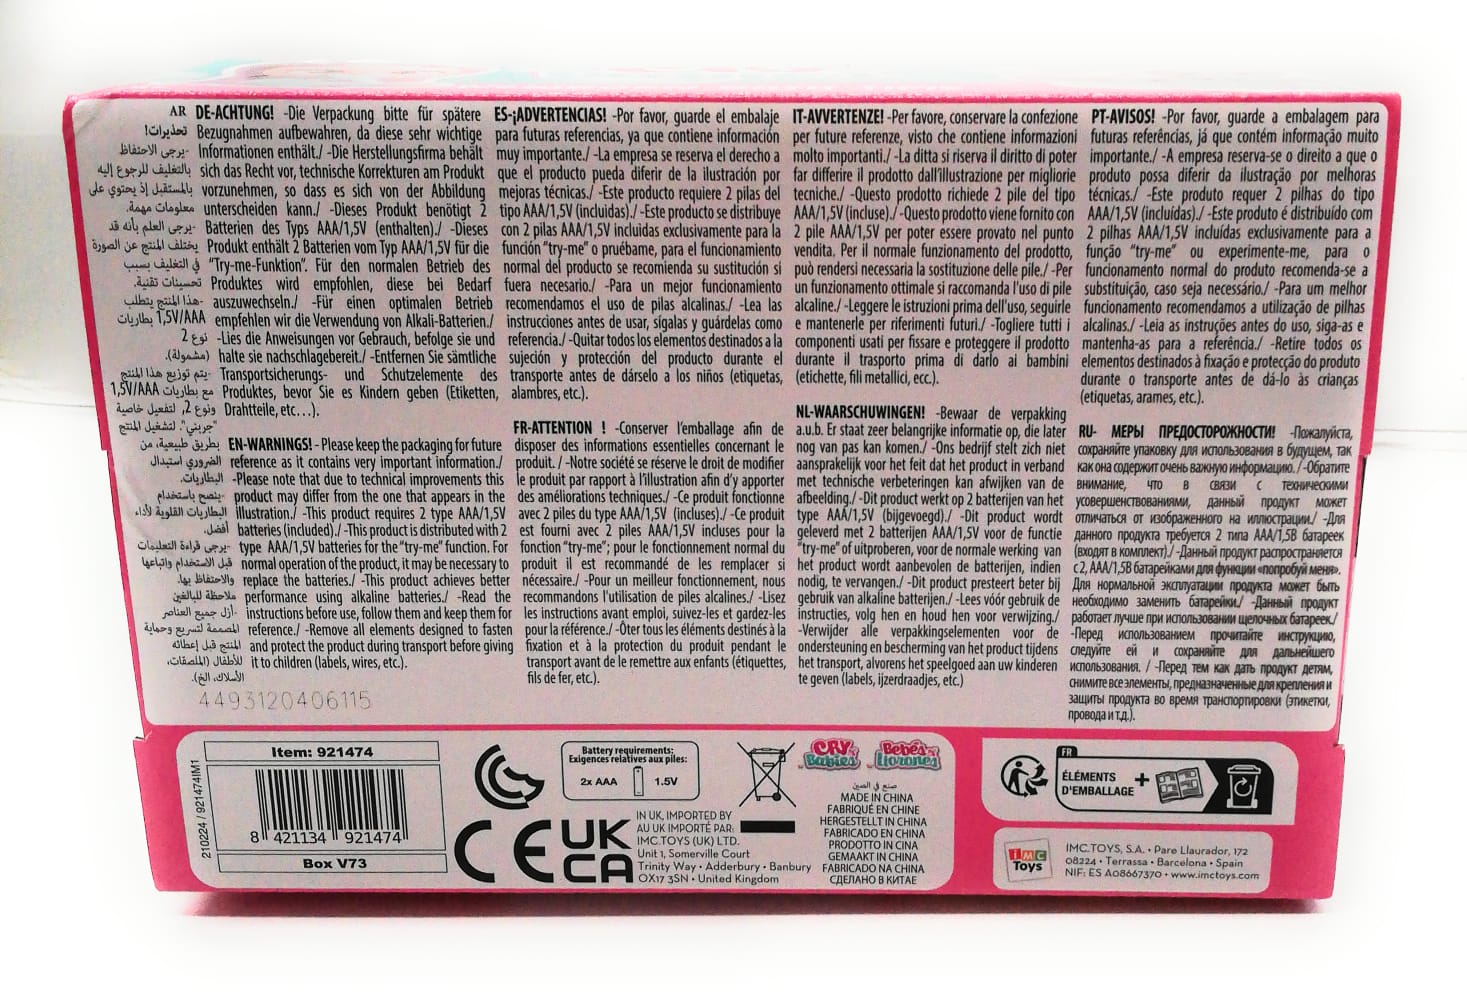 AR
تحذيرات!
-يرجى الاحتفاظ
بالتغليف للرجوع إليه
بالمستقبل إذ يحتوي على
معلومات مهمة.
-يرجى العلم بأنه قد
يختلف المنتج عن الصورة
في التغليف بسبب
تحسينات تقنية.
-هذا المنتج يتطلب
1,5V/AAA بطاريات
نوع 2
(مشمولة).
-يتم توزيع هذا المنتج
مع بطاريات 1,5V/AAA
ونوع 2, لتفعيل خاصية
"جربني". لتشغيل المنتج
بطريق طبيعية، من
الضروري استبدال
البطاريات.
-ينصح باستخدام
البطاريات القلوية لأداء
أفضل.
-يرجى قراءة التعليمات
قبل الاستخدام واتباعها
والاحتفاظ بها.
ملاحظة للبالغين
-أزل جميع العناصر
المصممة لتسريع وحماية
المنتج قبل إعطائه
للأطفال (الملصقات،
الأسلاك، الخ).
DE-ACHTUNG! -Die Verpackung bitte für spätere
Bezugnahmen aufbewahren, da diese sehr wichtige
Informationen enthält./ -Die Herstellungsfirma behält
sich das Recht vor, technische Korrekturen am Produkt
vorzunehmen, so dass es sich von der Abbildung
unterscheiden kann./ -Dieses Produkt benötigt 2
Batterien des Typs AAA/1,5V (enthalten)./ -Dieses
Produkt enthält 2 Batterien vom Typ AAA/1,5V für die
"Try-me-Funktion". Für den normalen Betrieb des
Produktes wird empfohlen, diese bei Bedarf
auszuwechseln./ -Für einen optimalen Betrieb
empfehlen wir die Verwendung von Alkali-Batterien./
-Lies die Anweisungen vor Gebrauch, befolge sie und
halte sie nachschlagebereit./ -Entfernen Sie sämtliche
Transportsicherungs- und Schutzelemente des
Produktes, bevor Sie es Kindern geben (Etiketten,
Drahtteile, etc...).
EN-WARNINGS! - Please keep the packaging for future
reference as it contains very important information./
-Please note that due to technical improvements this
product may differ from the one that appears in the
illustration./ -This product requires 2 type AAA/1,5V
batteries (included)./ -This product is distributed with 2
type AAA/1,5V batteries for the "try-me" function. For
normal operation of the product, it may be necessary to
replace the batteries./ -This product achieves better
performance using alkaline batteries./ -Read the
instructions before use, follow them and keep them for
reference./ -Remove all elements designed to fasten
and protect the product during transport before giving
it to children (labels, wires, etc.).
4493120406115
ES-¡ADVERTENCIAS! -Por favor, guarde el embalaje
para futuras referencias, ya que contiene información
muy importante./ -La empresa se reserva el derecho a
que el producto pueda diferir de la ilustración por
mejoras técnicas./ -Este producto requiere 2 pilas del
tipo AAA/1,5V (incluidas)./ -Este producto se distribuye
con 2 pilas AAA/1,5V incluidas exclusivamente para la
función "try-me" o pruébame, para el funcionamiento
normal del producto se recomienda su sustitución si
fuera necesario./ -Para un mejor funcionamiento
recomendamos el uso de pilas alcalinas./ -Lea las
instrucciones antes de usar, sígalas y guárdelas como
referencia./ -Quitar todos los elementos destinados a la
sujeción y protección del producto durante el
transporte antes de dárselo a los niños (etiquetas,
alambres, etc.).
FR-ATTENTION ! -Conserver l'emballage afin de
disposer des informations essentielles concernant le
produit./ -Notre société se réserve le droit de modifier
le produit par rapport à l'illustration afin d'y apporter
des améliorations techniques./ -Ce produit fonctionne
avec 2 piles du type AAA/1,5V (incluses)./ -Ce produit
est fourni avec 2 piles AAA/1,5V incluses pour la
fonction "try-me"; pour le fonctionnement normal du
produit il est recommandé de les remplacer si
nécessaire./ -Pour un meilleur fonctionnement, nous
recommandons l'utilisation de piles alcalines./ -Lisez
les instructions avant emploi, suivez-les et gardez-les
pour la référence./ -Ôter tous les éléments destinés à la
fixation et à la protection du produit pendant le
transport avant de le remettre aux enfants (étiquettes,
fils de fer, etc.).
IT-AVVERTENZE! -Per favore, conservare la confezione
per future referenze, visto che contiene informazioni
molto importanti./ -La ditta si riserva il diritto di poter
far differire il prodotto dall'illustrazione per migliorie
tecniche./ -Questo prodotto richiede 2 pile del tipo
AAA/1,5V (incluse)./ -Questo prodotto viene fornito con
2 pile AAA/1,5V per poter essere provato nel punto
vendita. Per il normale funzionamento del prodotto,
può rendersi necessaria la sostituzione delle pile./ -Per
un funzionamento ottimale si raccomanda l'uso di pile
alcaline./ -Leggere le istruzioni prima dell'uso, seguirle
e mantenerle per riferimenti futuri./ -Togliere tutti i
componenti usati per fissare e proteggere il prodotto
durante il trasporto prima di darlo ai bambini
(etichette, fili metallici, ecc.).
NL-WAARSCHUWINGEN! -Bewaar de verpakking
a.u.b. Er staat zeer belangrijke informatie op, die later
nog van pas kan komen./ -Ons bedrijf stelt zich niet
aansprakelijk voor het feit dat het product in verband
met technische verbeteringen kan afwijken van de
afbeelding./ -Dit product werkt op 2 batterijen van het
type AAA/1,5V (bijgevoegd)./ -Dit product wordt
geleverd met 2 batterijen AAA/1,5V voor de functie
"try-me" of uitproberen, voor de normale werking van
het product wordt aanbevolen de batterijen, indien
nodig, te vervangen./ -Dit product presteert beter bij
gebruik van alkaline batterijen./ -Lees vóór gebruik de
instructies, volg hen en houd hen voor verwijzing./
-Verwijder alle verpakkingselementen voor de
ondersteuning en bescherming van het product tijdens
het transport, alvorens het speelgoed aan uw kinderen
te geven (labels, ijzerdraadjes, etc.)
PT-AVISOS! -Por favor, guarde a embalagem para
futuras referências, já que contém informação muito
importante./ -A empresa reserva-se o direito a que o
produto possa diferir da ilustração por melhoras
técnicas./ -Este produto requer 2 pilhas do tipo
AAA/1,5V (incluídas)./ -Este produto é distribuído com
2 pilhas AAA/1,5V incluídas exclusivamente para a
função "try-me" ou experimente-me, para o
funcionamento normal do produto recomenda-se a
substituição, caso seja necessário./ -Para um melhor
funcionamento recomendamos a utilização de pilhas
alcalinas./ -Leia as instruções antes do uso, siga-as e
mantenha-as para a referência./ -Retire todos os
elementos destinados à fixação e protecção do produto
durante o transporte antes de dá-lo às crianças
(etiquetas, arames, etc.).
RU- МЕРЫ ПРЕДОСТОРОЖНОСТИ! -Пожалуйста,
сохраняйте упаковку для использования в будущем, так
как она содержит очень важную информацию. / -Обратите
внимание, что в связи с техническими
усовершенствованиями, данный продукт может
отличаться от изображенного на иллюстрации./ -Для
данного продукта требуется 2 типа AAA/1,5В батареек
(входят в комплект)./ -Данный продукт распространяется
с 2, AAA/1,5В батарейками для функции «попробуй меня».
Для нормальной эксплуатации продукта может быть
необходимо заменить батарейки./ -Данный продукт
работает лучше при использовании щелочных батареек./
-Перед использованием прочитайте инструкцию,
следуйте ей и сохраняйте для дальнейшего
использования. / -Перед тем как дать продукт детям,
снимите все элементы, предназначенные для крепления и
защиты продукта во время транспортировки (этикетки,
провода и т.д.).
210224 / 921474IM1
Item: 921474
8 421134 921474
Box V73
Battery requirements:
Exigences relatives aux piles:
2x AAA 1.5V
CE
UK
CA
IN UK, IMPORTED BY
AU UK IMPORTÉ PAR:
IMC.TOYS (UK) LTD.
Unit 1, Somerville Court
Trinity Way • Adderbury • Banbury
OX17 3SN • United Kingdom
CRY
Babies
Bebés
Llorones
صنع في الصين
MADE IN CHINA
FABRIQUÉ EN CHINE
HERGESTELLT IN CHINA
FABRICADO EN CHINA
PRODOTTO IN CINA
GEMAAKT IN CHINA
FABRICADO NA CHINA
СДЕЛАНО В КИТАЕ
FR
ÉLÉMENTS
D'EMBALLAGE +
imc
Toys
IMC.TOYS, S.A. • Pare Llaurador, 172
08224 • Terrassa • Barcelona • Spain
NIF: ES A08667370 • www.imctoys.com